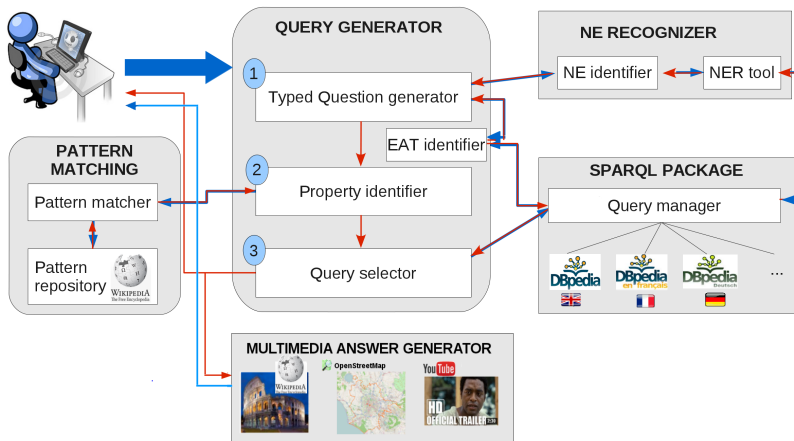 QUERY GENERATOR
1
Typed Question generator
EAT identifier
2
Property identifier
3
Query selector
NE RECOGNIZER
NE identifier
NER tool
PATTERN
MATCHING
Pattern matcher
Pattern
repository
WIKIPEDIA
The Free Encyclopedia
SPARQL PACKAGE
Query manager
DBpedia
DBpedia
en français
DBpedia
Deutsch
...
MULTIMEDIA ANSWER GENERATOR
WIKIPEDIA
OpenStreetMap
YouTube
HD
OFFICIAL TRAILER